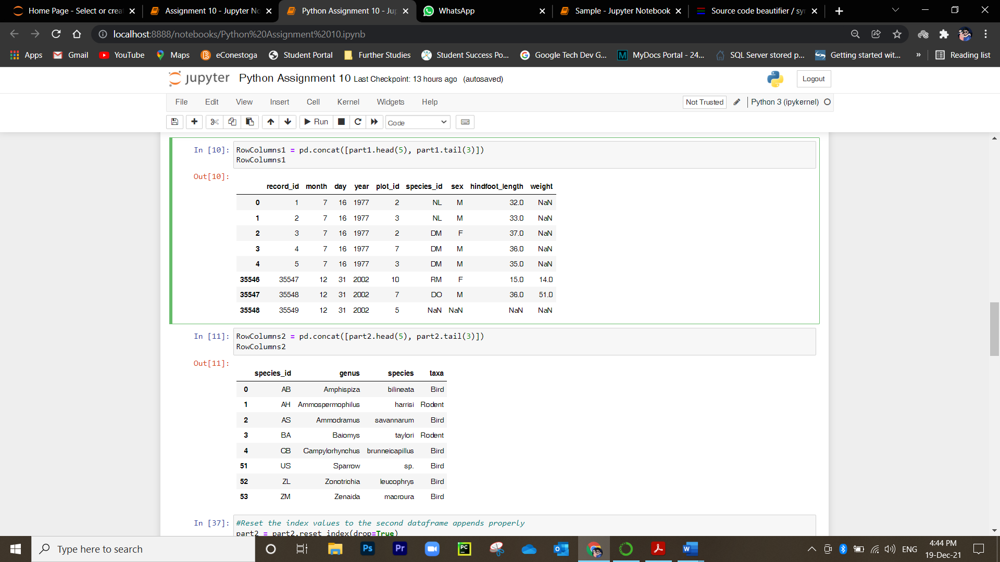 Home Page - Select or creat
Assignment 10 - Jupyter No
Python Assignment 10 - Jup
WhatsApp
Sample - Jupyter Notebook
Source code beautifier / syn
localhost:8888/notebooks/Python%20Assignment%2010.ipynb
Apps Gmail YouTube Maps eConestoga Student Portal Further Studies Student Success Po... Google Tech Dev G... MyDocs Portal - 24... SQL Server stored p... Getting started wit... » Reading list
jupyter Python Assignment 10 Last Checkpoint: 13 hours ago (autosaved) Logout
File Edit View Insert Cell Kernel Widgets Help Not Trusted Python 3 (ipykernel)
Run Code
In [10]: RowColumns1 = pd.concat([part1.head(5), part1.tail(3)])
RowColumns1
Out[10]:
record_id month day year plot_id species_id sex hindfoot_length weight
0 1 7 16 1977 2 NL M 32.0 NaN
1 2 7 16 1977 3 NL M 33.0 NaN
2 3 7 16 1977 2 DM F 37.0 NaN
3 4 7 16 1977 7 DM M 36.0 NaN
4 5 7 16 1977 3 DM M 35.0 NaN
35546 35547 12 31 2002 10 RM F 15.0 14.0
35547 35548 12 31 2002 7 DO M 36.0 51.0
35548 35549 12 31 2002 5 NaN NaN NaN NaN
In [11]: RowColumns2 = pd.concat([part2.head(5), part2.tail(3)])
RowColumns2
Out[11]:
species_id genus species taxa
0 AB Amphispiza bilineata Bird
1 AH Ammospermophilus harrisi Rodent
2 AS Ammodramus savannarum Bird
3 BA Baiomys taylori Rodent
4 CB Campylorhynchus brunneicapillus Bird
51 US Sparrow sp. Bird
52 ZL Zonotrichia leucophrys Bird
53 ZM Zenaida macroura Bird
In [37]: #Reset the index values to the second dataframe appends properly
part2 = part2.reset_index(drop=True)
Type here to search
Ps Pr PC W
ENG
4:44 PM
19-Dec-21